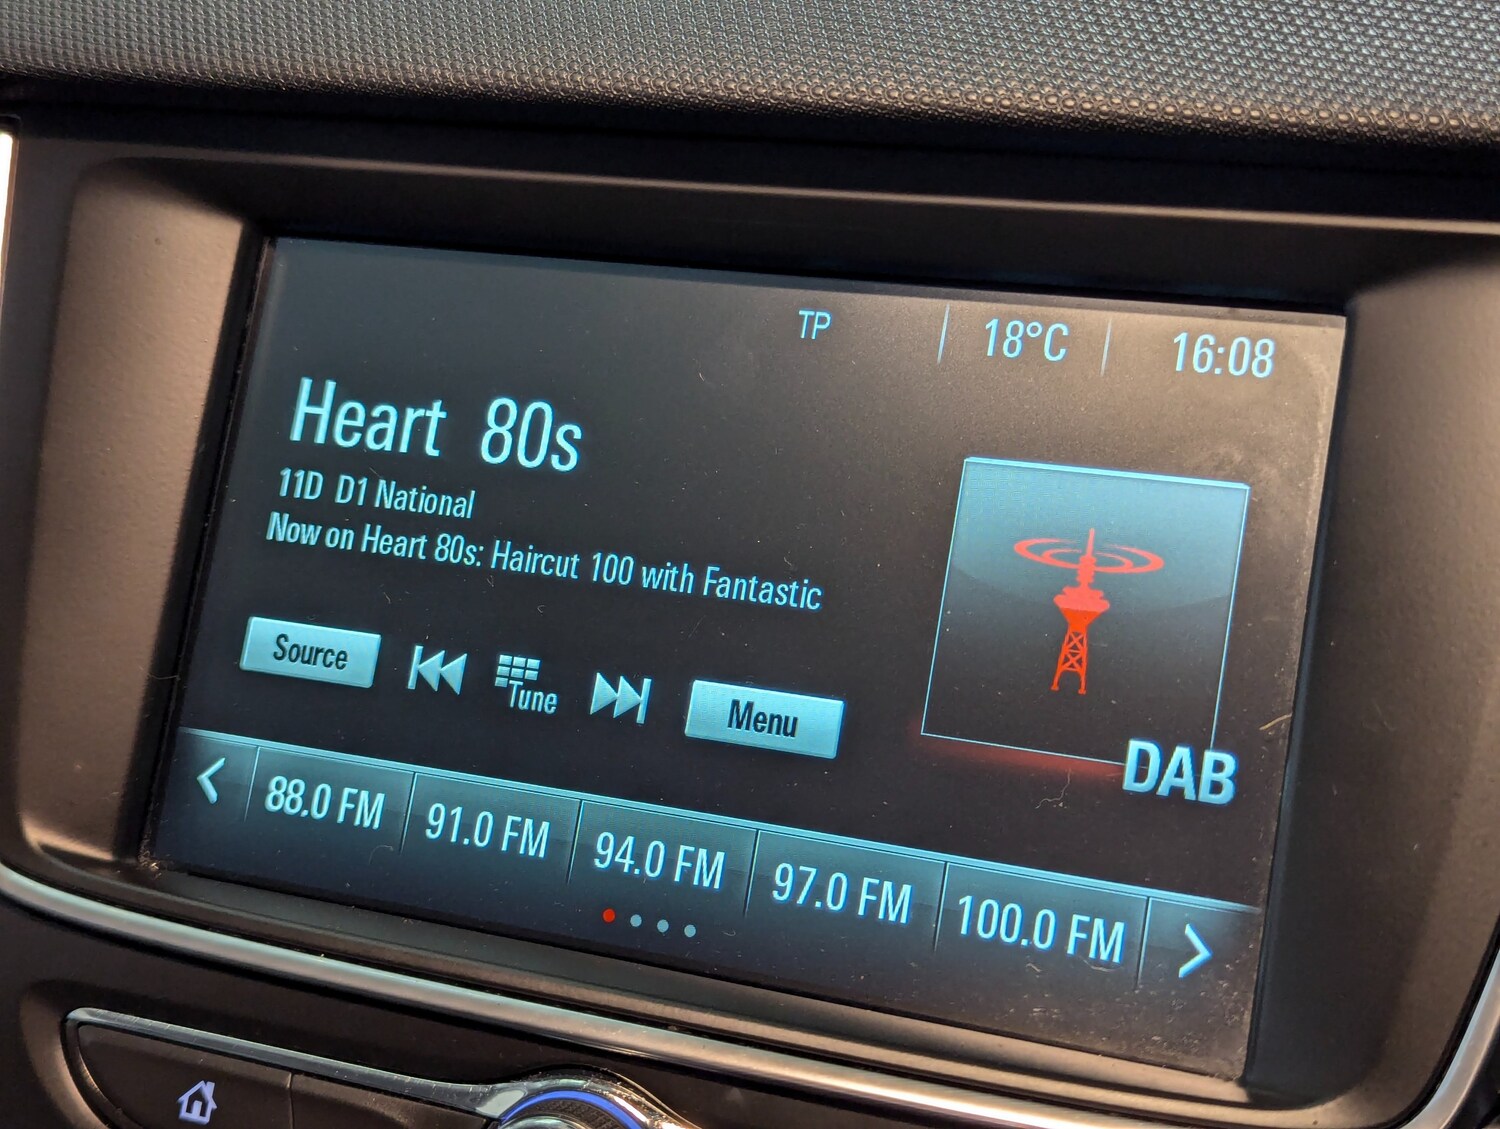 TP 18°C 16:08
Heart 80s
11D D1 National
Now on Heart 80s: Haircut 100 with Fantastic
Source Tune Menu
DAB
88.0 FM 91.0 FM 94.0 FM 97.0 FM 100.0 FM